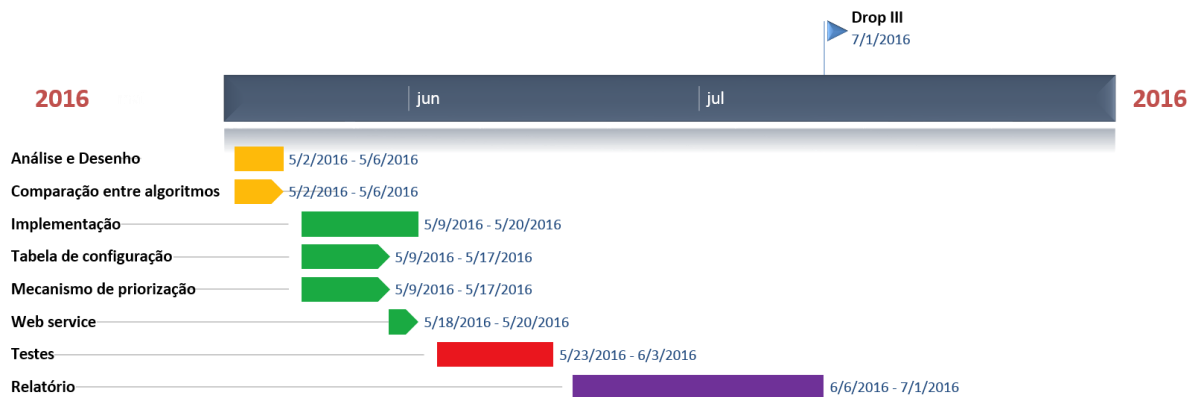 Drop III
7/1/2016
2016
jun
jul
2016
Análise e Desenho
5/2/2016 - 5/6/2016
Comparação entre algoritmos
5/2/2016 - 5/6/2016
Implementação
5/9/2016 - 5/20/2016
Tabela de configuração
5/9/2016 - 5/17/2016
Mecanismo de priorização
5/9/2016 - 5/17/2016
Web service
5/18/2016 - 5/20/2016
Testes
5/23/2016 - 6/3/2016
Relatório
6/6/2016 - 7/1/2016